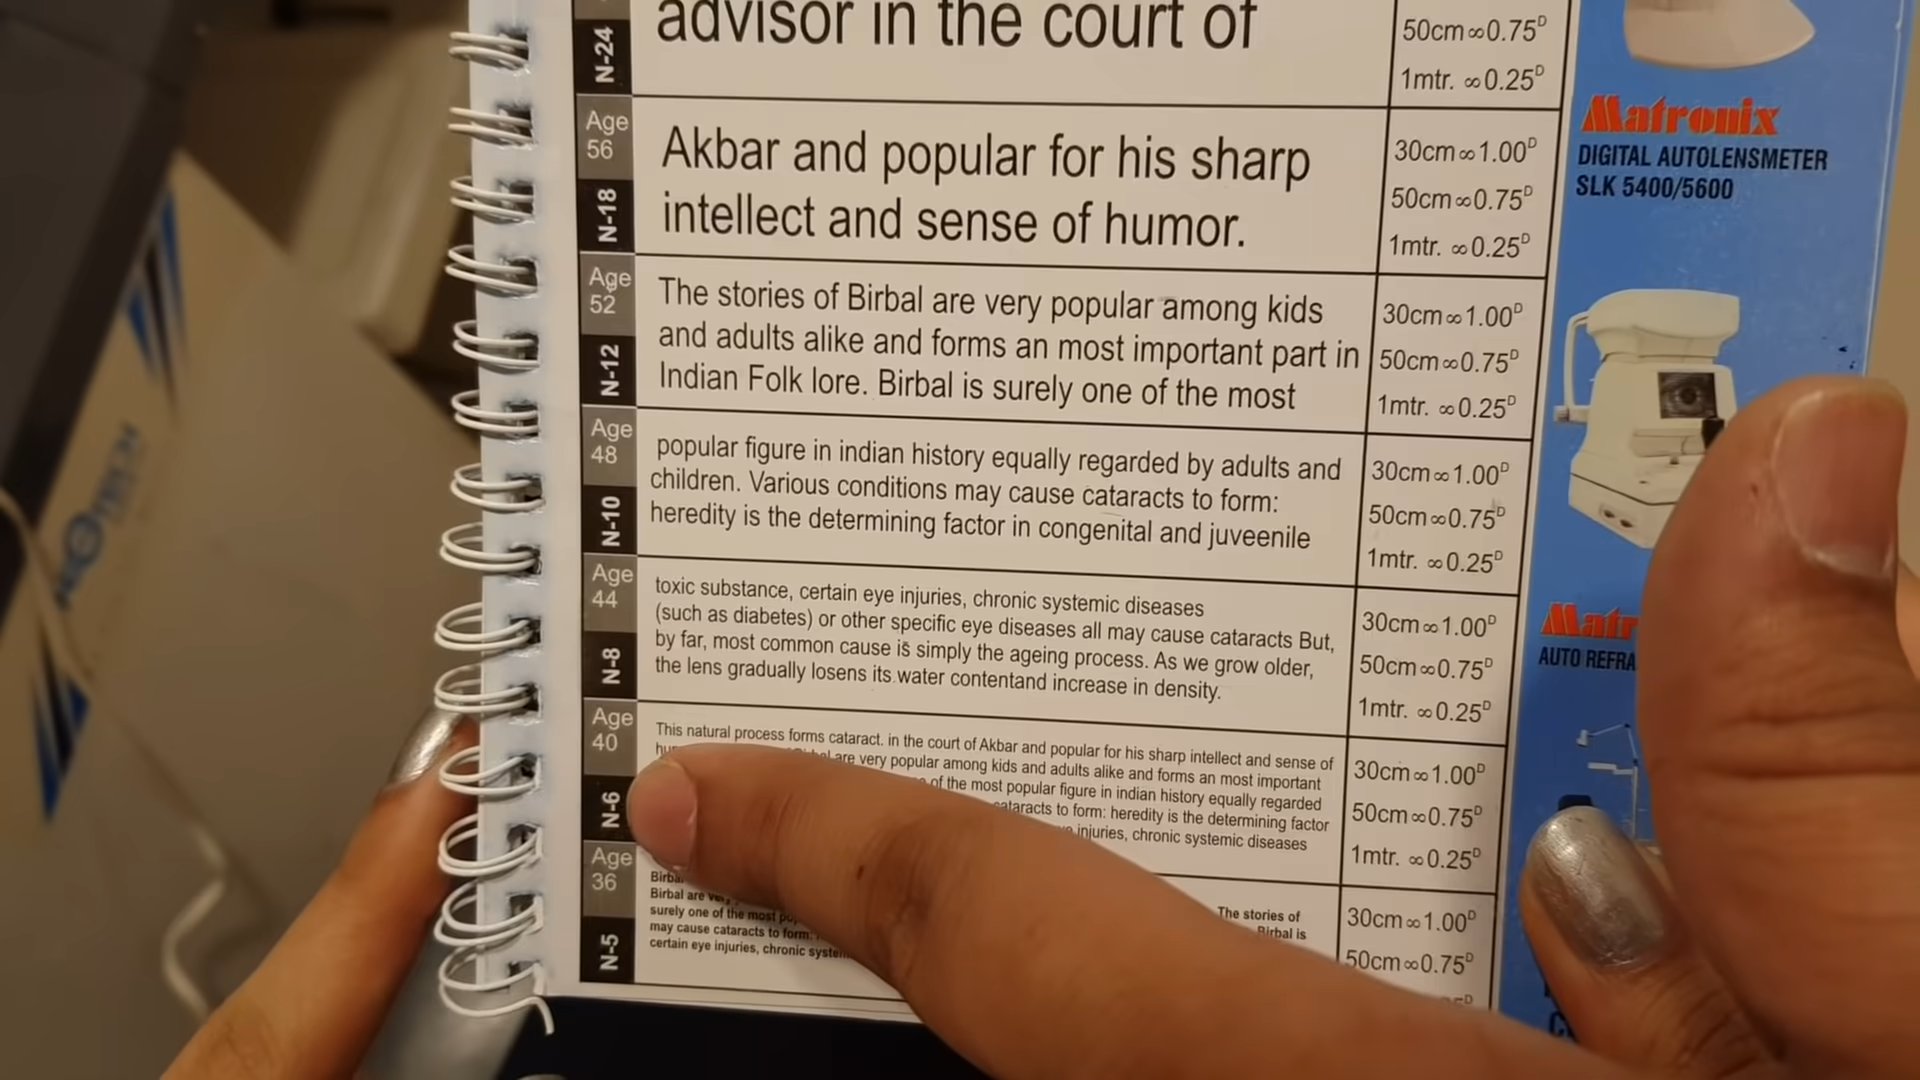 N-24
advisor in the court of
50cm∞0.75D
1mtr. ∞0.25D
Age
56
N-18
Akbar and popular for his sharp
intellect and sense of humor.
30cm∞1.00D
50cm∞0.75D
1mtr. ∞0.25D
Age
52
N-12
The stories of Birbal are very popular among kids
and adults alike and forms an most important part in
Indian Folk lore. Birbal is surely one of the most
30cm∞1.00D
50cm∞0.75D
1mtr. ∞0.25D
Age
48
N-10
popular figure in indian history equally regarded by adults and
children. Various conditions may cause cataracts to form:
heredity is the determining factor in congenital and juveenile
30cm∞1.00D
50cm∞0.75D
1mtr. ∞0.25D
Age
44
N-8
toxic substance, certain eye injuries, chronic systemic diseases
(such as diabetes) or other specific eye diseases all may cause cataracts But,
by far, most common cause is simply the ageing process. As we grow older,
the lens gradually losens its water contentand increase in density.
30cm∞1.00D
50cm∞0.75D
1mtr. ∞0.25D
Age
40
N-6
This natural process forms cataract. in the court of Akbar and popular for his sharp intellect and sense of
are very popular among kids and adults alike and forms an most important
of the most popular figure in indian history equally regarded
cataracts to form: heredity is the determining factor
injuries, chronic systemic diseases
30cm∞1.00D
50cm∞0.75D
1mtr. ∞0.25D
Age
36
N-5
The stories of
Birbal are very
Birbal is
surely one of the most
may cause cataracts to form:
certain eye injuries, chronic
30cm∞1.00D
50cm∞0.75D
Matronix
DIGITAL AUTOLENSMETER
SLK 5400/5600
Matr
AUTO REFRA